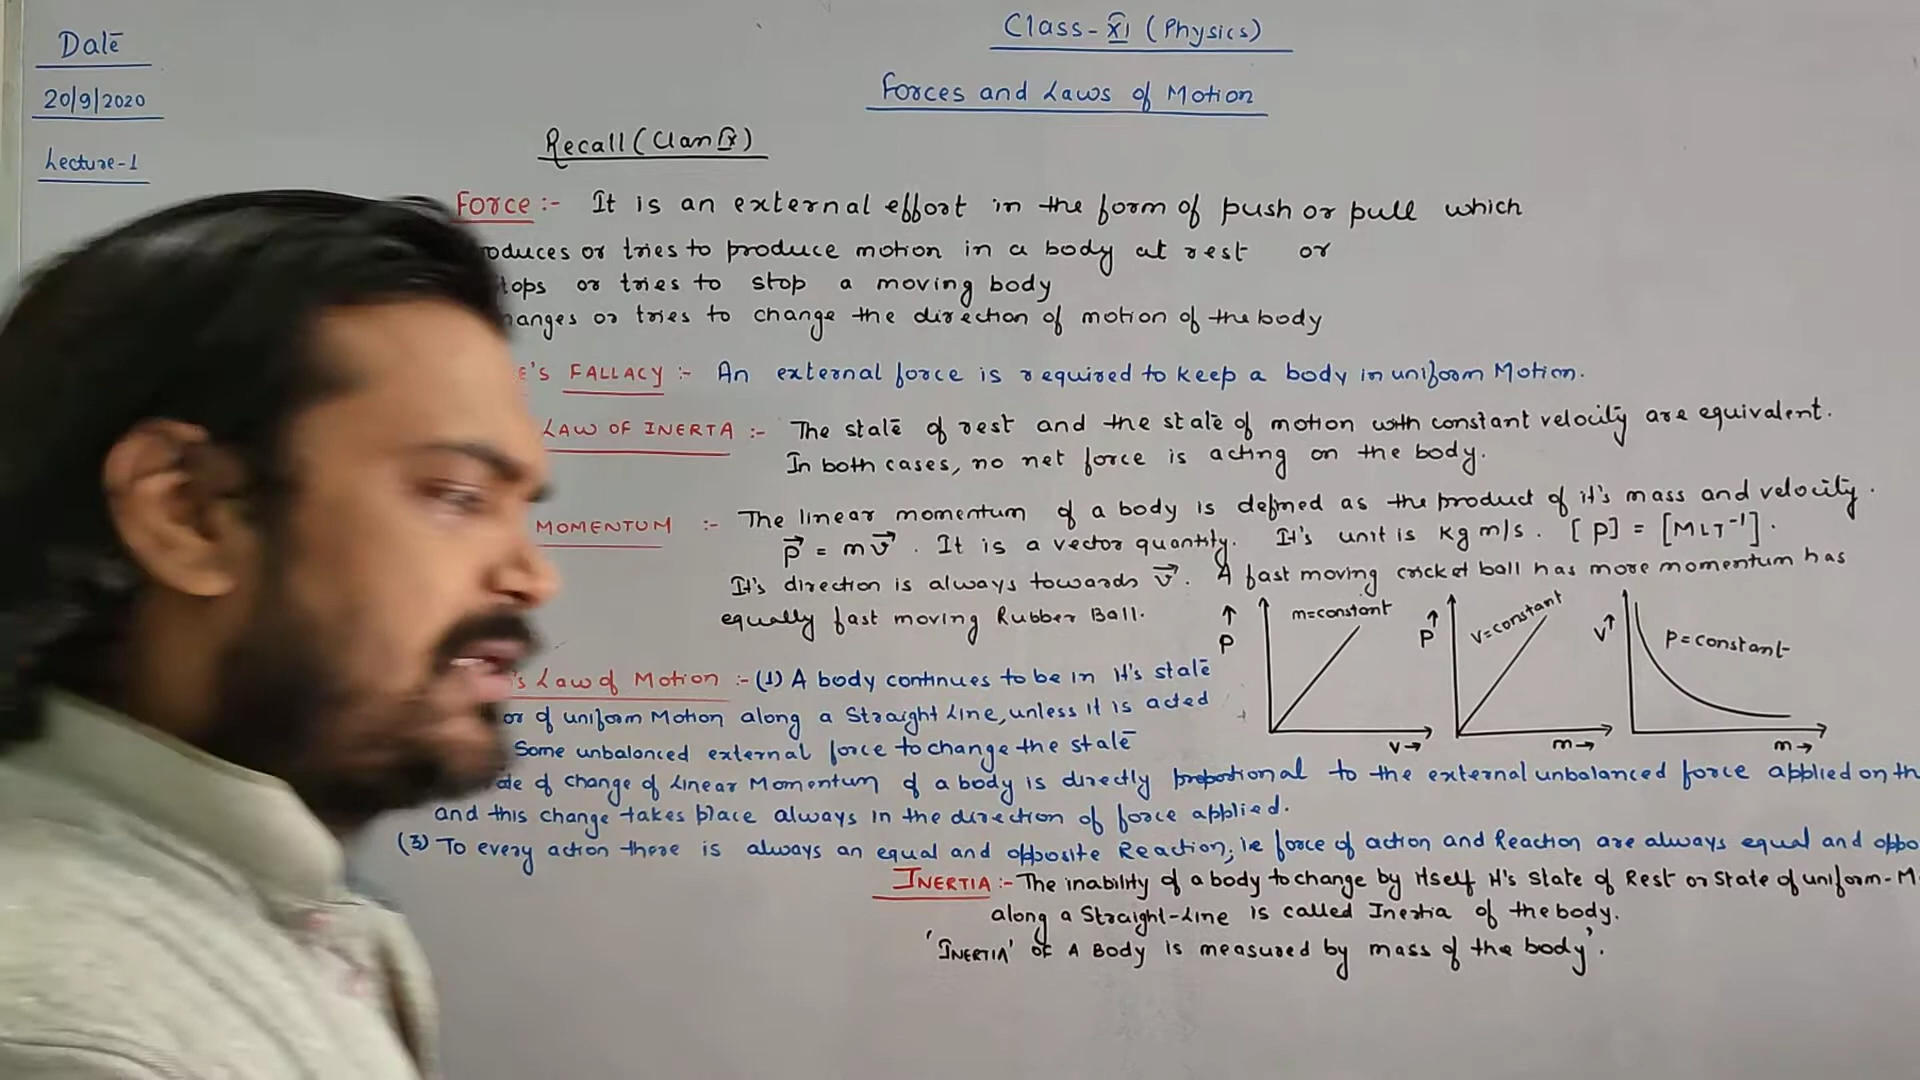 Class-XI (Physics)
Date
20/9/2020
Lecture-1
Forces and Laws of Motion
Recall (Class IX)
Force :- It is an external effort in the form of push or pull which
oduces or tries to produce motion in a body at rest or
tops or tries to stop a moving body
hanges or tries to change the direction of motion of the body
E'S FALLACY :- An external force is required to keep a body in uniform Motion.
LAW OF INERTA :- The state of rest and the state of motion with constant velocity are equivalent.
In both cases, no net force is acting on the body.
MOMENTUM :- The linear momentum of a body is defined as the product of it's mass and velocity.
p⃗ = mv⃗ . It is a vector quantity. It's unit is kg m/s. [P] = [MLT⁻¹].
It's direction is always towards v⃗. A fast moving cricket ball has more momentum has
equally fast moving Rubber Ball.
↑ P m=constant v→
↑ P v=constant m→
v↑ P=constant m→
's Law of Motion :- (1) A body continues to be in it's state
or of uniform Motion along a Straight Line, unless it is acted
Some unbalonced external force to change the state
ate of change of Linear Momentum of a body is directly proportional to the external unbalanced force applied on th
and this change takes place always in the direction of force applied.
(3) To every action there is always an equal and opposite Reaction; ie force of action and Reaction are always equal and oppo
INERTIA :- The inability of a body to change by itself it's state of Rest or state of uniform-M
along a Straight-Line is called Inertia of the body.
'INERTIA' OF A Body is measured by mass of the body'.